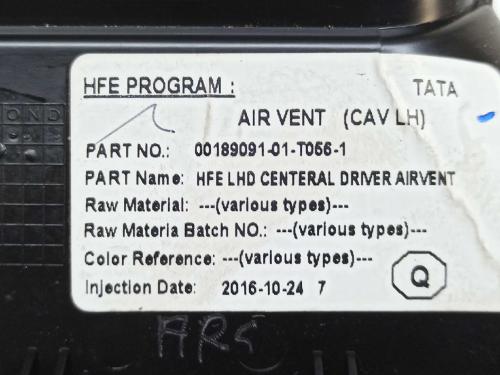 HFE PROGRAM : TATA
AIR VENT (CAV LH)
PART NO.: 00189091-01-T056-1
PART Name: HFE LHD CENTERAL DRIVER AIRVENT
Raw Material: ---(various types)---
Raw Materia Batch NO.: ---(various types)---
Color Reference: ---(various types)---
Injection Date: 2016-10-24 7
Q
O N D